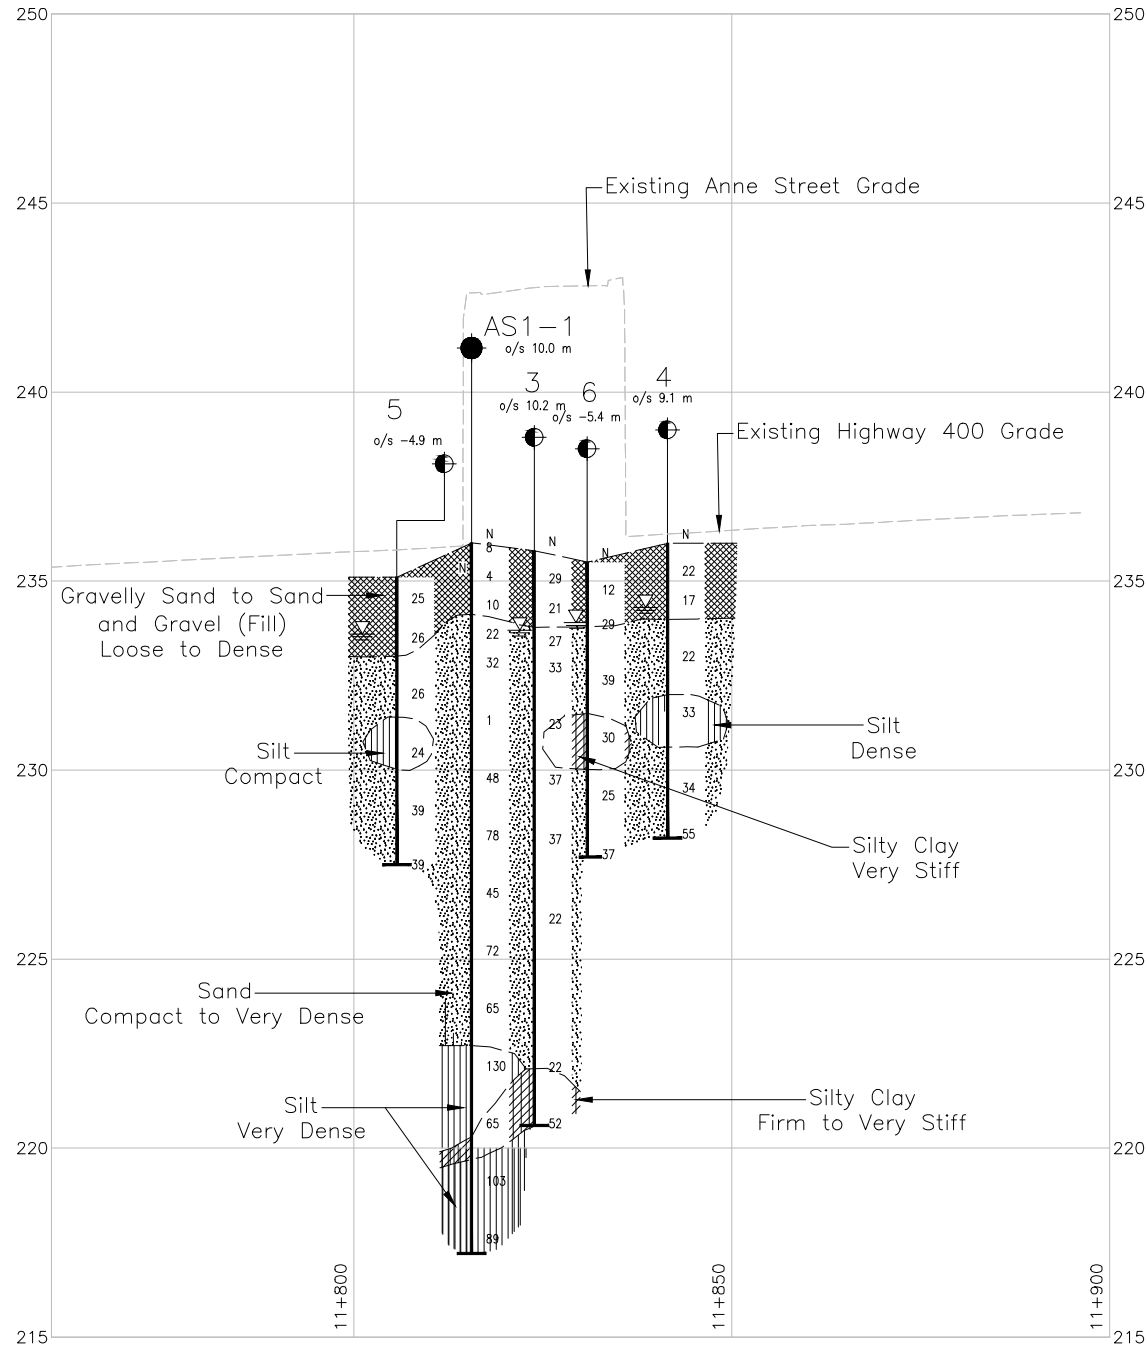 250
250
245
245
Existing Anne Street Grade
AS1-1
o/s 10.0 m
240
240
3
o/s 10.2 m
6
o/s -5.4 m
4
o/s 9.1 m
5
o/s -4.9 m
Existing Highway 400 Grade
235
235
Gravelly Sand to Sand
and Gravel (Fill)
Loose to Dense
N
25
26
26
24
39
39
N
8
4
10
22
32
1
48
78
45
72
65
130
65
103
89
N
29
21
27
33
23
37
37
22
22
52
N
12
29
39
30
25
37
N
22
17
22
33
34
55
Silt
Compact
Silt
Dense
230
230
Silty Clay
Very Stiff
225
225
Sand
Compact to Very Dense
Silt
Very Dense
Silty Clay
Firm to Very Stiff
220
220
11+800
11+850
11+900
215
215